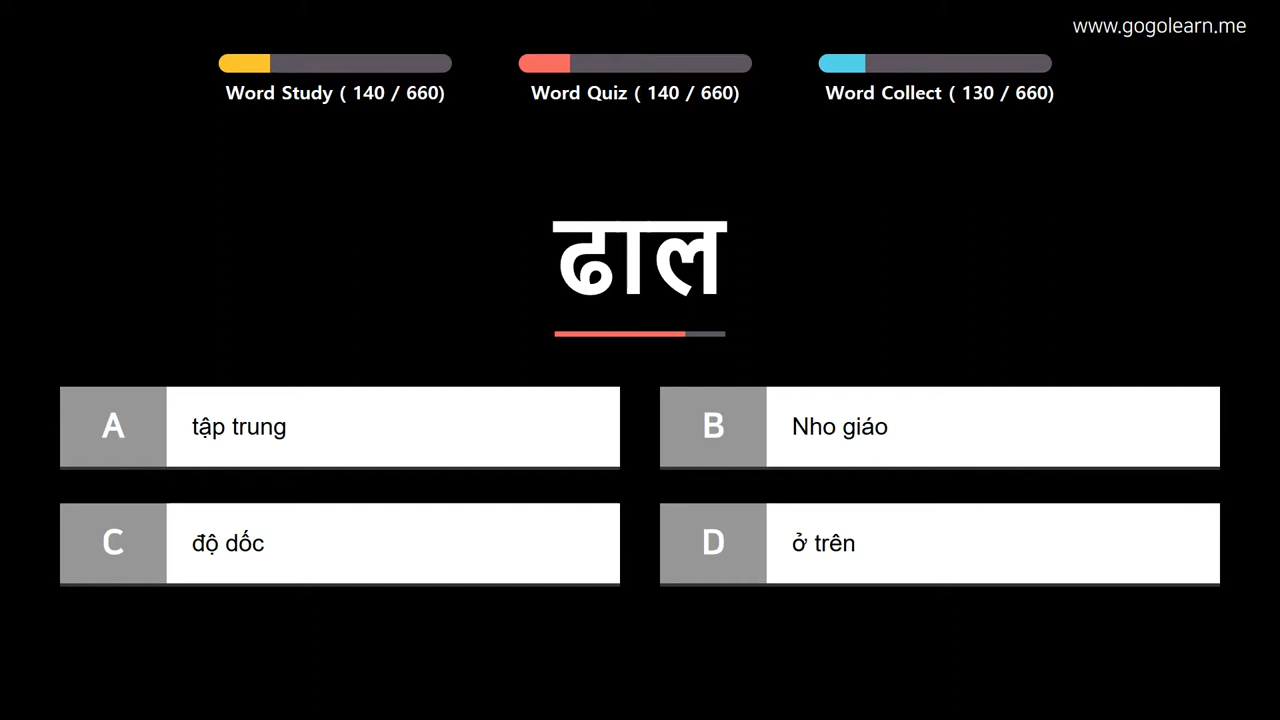 www.gogolearn.me
Word Study ( 140 / 660)
Word Quiz ( 140 / 660)
Word Collect ( 130 / 660)
ढाल
A tập trung
B Nho giáo
C độ dốc
D ở trên